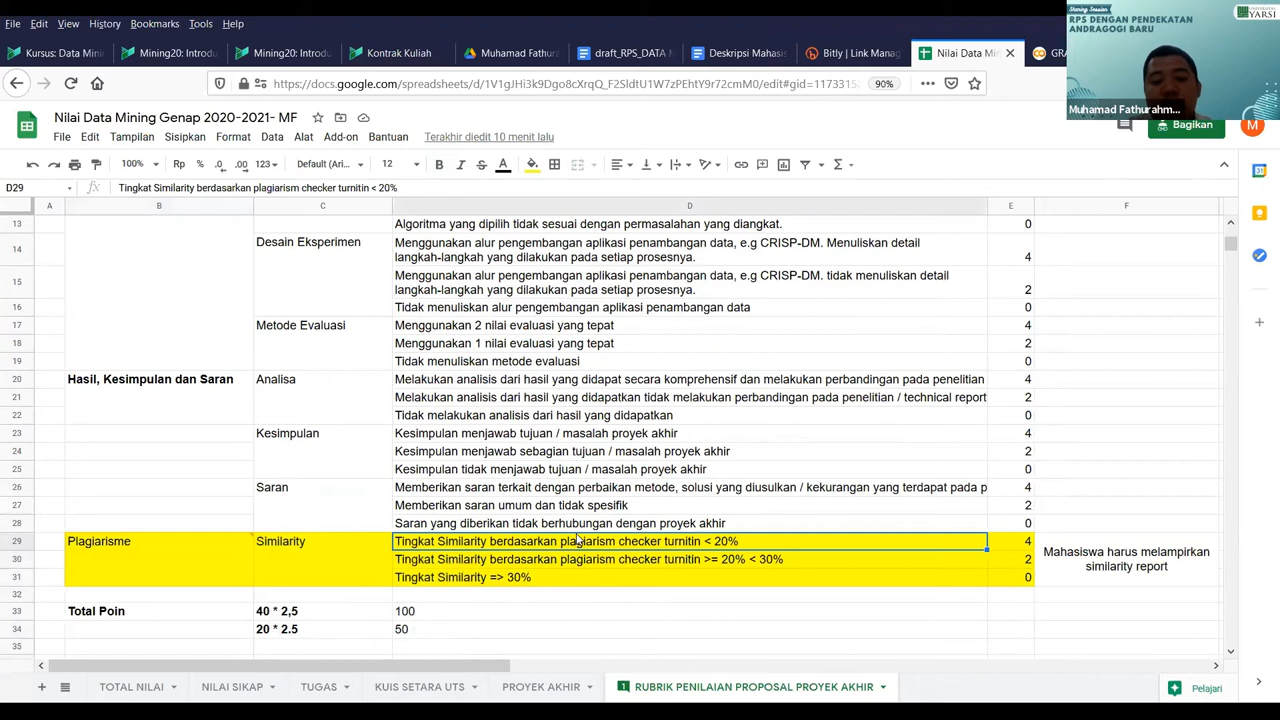 File Edit View History Bookmarks Tools Help
Kursus: Data Mini
Mining20: Introdu
Mining20: Introdu
Kontrak Kuliah
Muhamad Fathura
draft_RPS_DATA M
Deskripsi Mahasis
Bitly | Link Manag
Nilai Data Min
GRA
https://docs.google.com/spreadsheets/d/1V1gJHi3k9Dgo8cXrqQ_F2SldtU1W7zPEhtY9r72cmM0/edit#gid=1173315
90%
Sharing Session
RPS DENGAN PENDEKATAN
ANDRAGOGI BARU
UNIVERSITAS
YARSI
Muhamad Fathurahm...
Nilai Data Mining Genap 2020-2021- MF
File Edit Tampilan Sisipkan Format Data Alat Add-on Bantuan Terakhir diedit 10 menit lalu
Bagikan
M
100% Rp % .0 .00 123 Default (Ari... 12 B I S A
D29 fx Tingkat Similarity berdasarkan plagiarism checker turnitin < 20%
A B C D E F
13 Algoritma yang dipilih tidak sesuai dengan permasalahan yang diangkat. 0
14 Desain Eksperimen Menggunakan alur pengembangan aplikasi penambangan data, e.g CRISP-DM. Menuliskan detail
langkah-langkah yang dilakukan pada setiap prosesnya. 4
15 Menggunakan alur pengembangan aplikasi penambangan data, e.g CRISP-DM. tidak menuliskan detail
langkah-langkah yang dilakukan pada setiap prosesnya. 2
16 Tidak menuliskan alur pengembangan aplikasi penambangan data 0
17 Metode Evaluasi Menggunakan 2 nilai evaluasi yang tepat 4
18 Menggunakan 1 nilai evaluasi yang tepat 2
19 Tidak menuliskan metode evaluasi 0
20 Hasil, Kesimpulan dan Saran Analisa Melakukan analisis dari hasil yang didapat secara komprehensif dan melakukan perbandingan pada penelitian 4
21 Melakukan analisis dari hasil yang didapatkan tidak melakukan perbandingan pada penelitian / technical report 2
22 Tidak melakukan analisis dari hasil yang didapatkan 0
23 Kesimpulan Kesimpulan menjawab tujuan / masalah proyek akhir 4
24 Kesimpulan menjawab sebagian tujuan / masalah proyek akhir 2
25 Kesimpulan tidak menjawab tujuan / masalah proyek akhir 0
26 Saran Memberikan saran terkait dengan perbaikan metode, solusi yang diusulkan / kekurangan yang terdapat pada p 4
27 Memberikan saran umum dan tidak spesifik 2
28 Saran yang diberikan tidak berhubungan dengan proyek akhir 0
29 Plagiarisme Similarity Tingkat Similarity berdasarkan plagiarism checker turnitin < 20% 4
30 Tingkat Similarity berdasarkan plagiarism checker turnitin >= 20% < 30% 2
31 Tingkat Similarity => 30% 0
Mahasiswa harus melampirkan
similarity report
32
33 Total Poin 40 * 2,5 100
34 20 * 2.5 50
35
TOTAL NILAI NILAI SIKAP TUGAS KUIS SETARA UTS PROYEK AKHIR 1 RUBRIK PENILAIAN PROPOSAL PROYEK AKHIR Pelajari